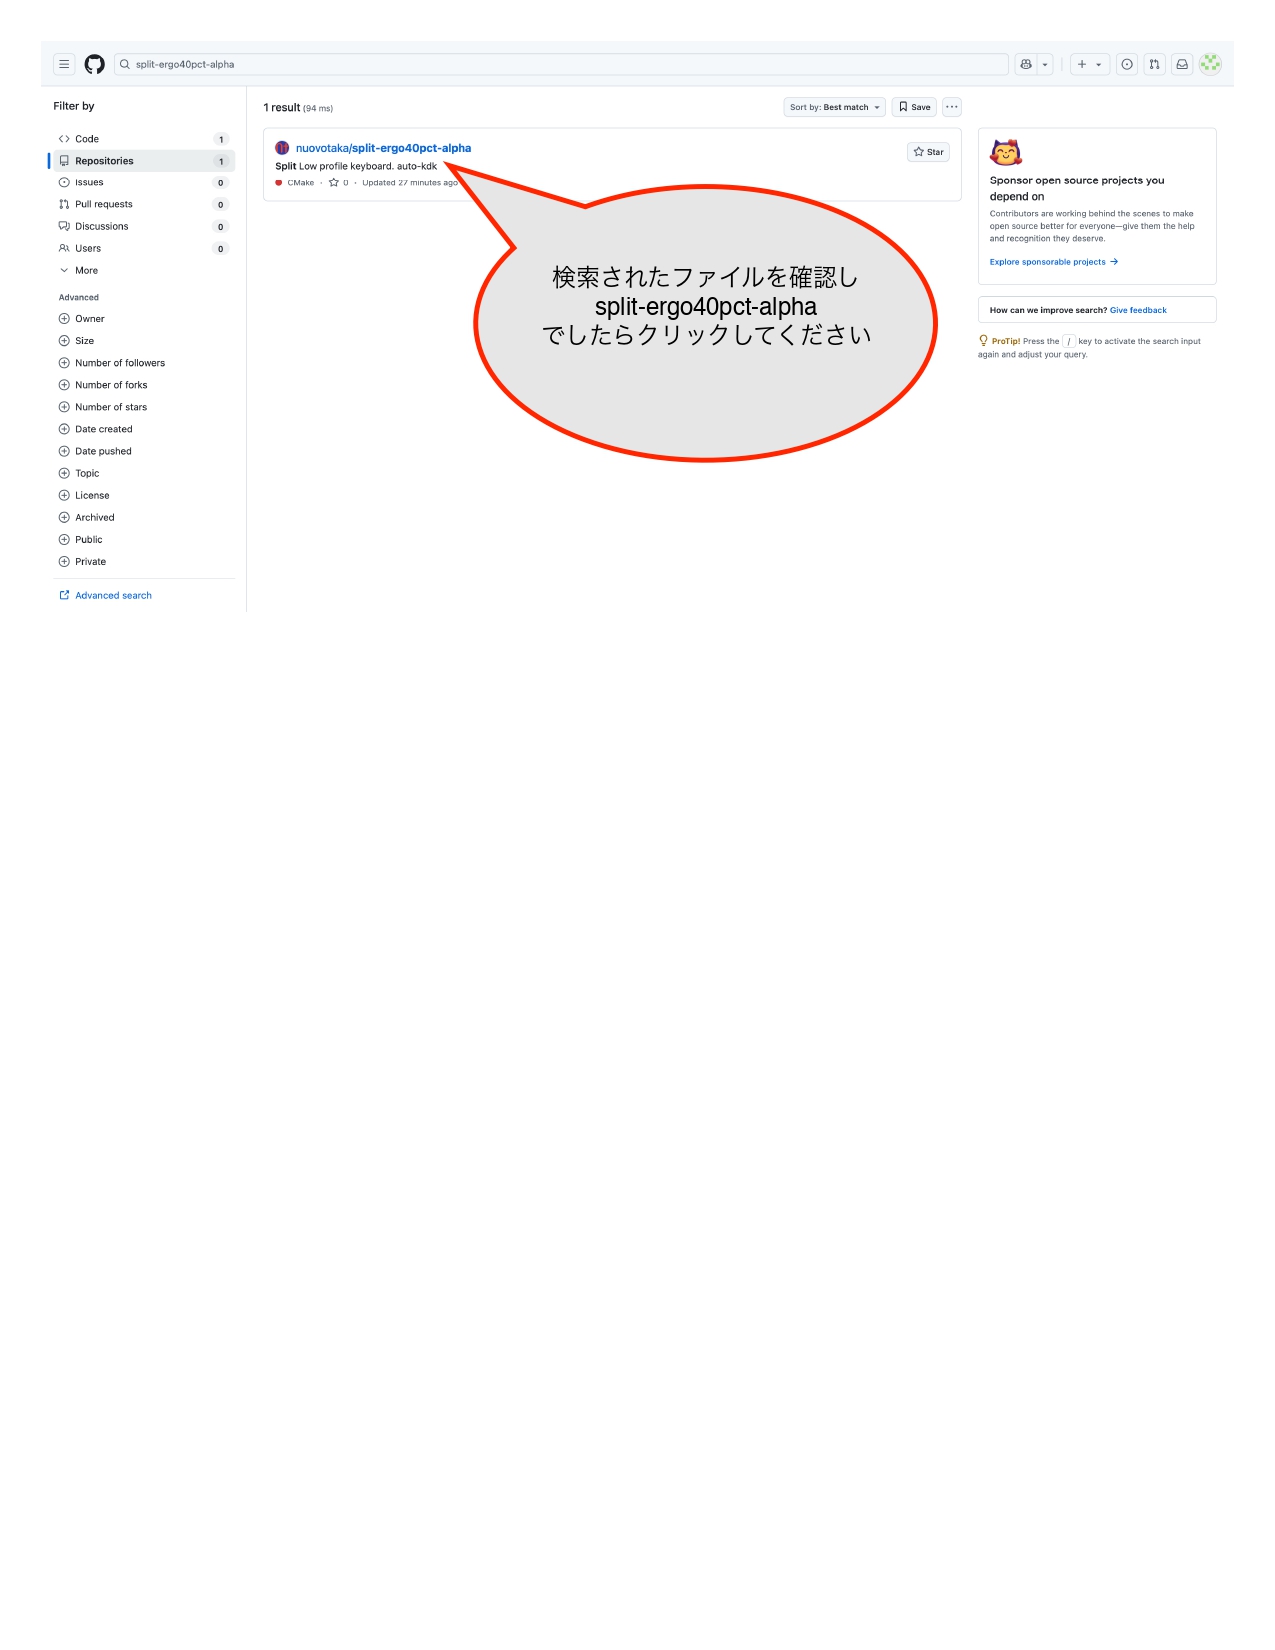 split-ergo40pct-alpha
Filter by
Code 1
Repositories 1
Issues 0
Pull requests 0
Discussions 0
Users 0
More
Advanced
Owner
Size
Number of followers
Number of forks
Number of stars
Date created
Date pushed
Topic
License
Archived
Public
Private
Advanced search
1 result (94 ms)
Sort by: Best match
Save
nuovotaka/split-ergo40pct-alpha
Star
Split Low profile keyboard. auto-kdk
CMake · 0 · Updated 27 minutes ago
検索されたファイルを確認し
split-ergo40pct-alpha
でしたらクリックしてください
Sponsor open source projects you
depend on
Contributors are working behind the scenes to make
open source better for everyone—give them the help
and recognition they deserve.
Explore sponsorable projects →
How can we improve search? Give feedback
ProTip! Press the / key to activate the search input
again and adjust your query.